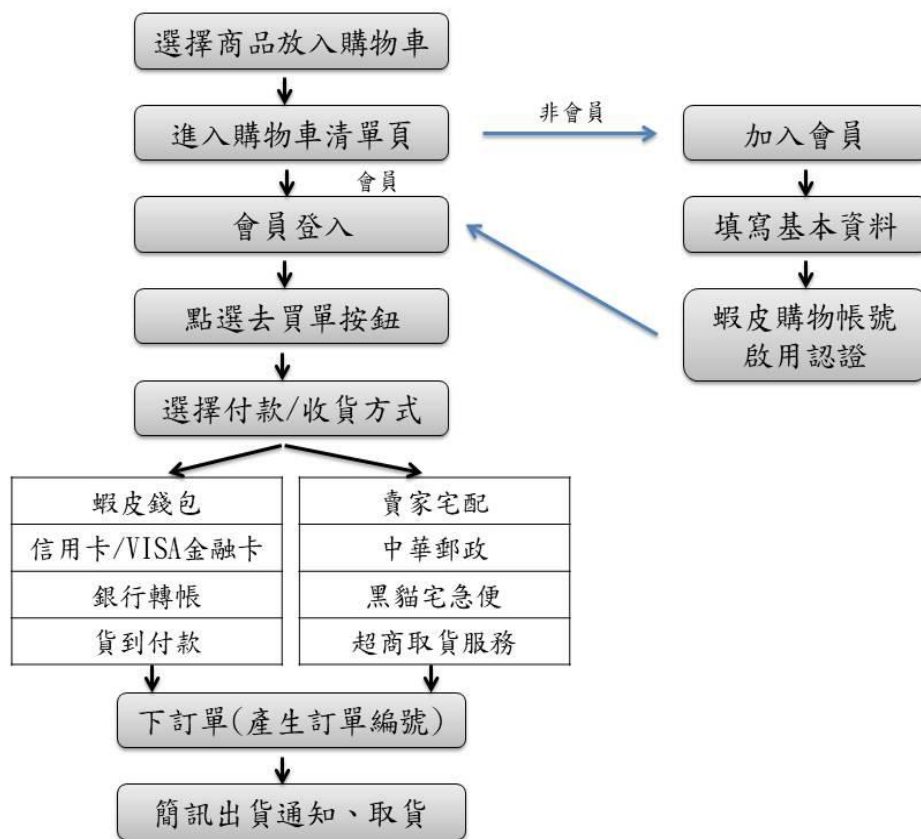 選擇商品放入購物車
進入購物車清單頁
非會員
加入會員
會員
會員登入
填寫基本資料
點選去買單按鈕
蝦皮購物帳號
啟用認證
選擇付款/收貨方式
蝦皮錢包
信用卡/VISA金融卡
銀行轉帳
貨到付款
賣家宅配
中華郵政
黑貓宅急便
超商取貨服務
下訂單(產生訂單編號)
簡訊出貨通知、取貨